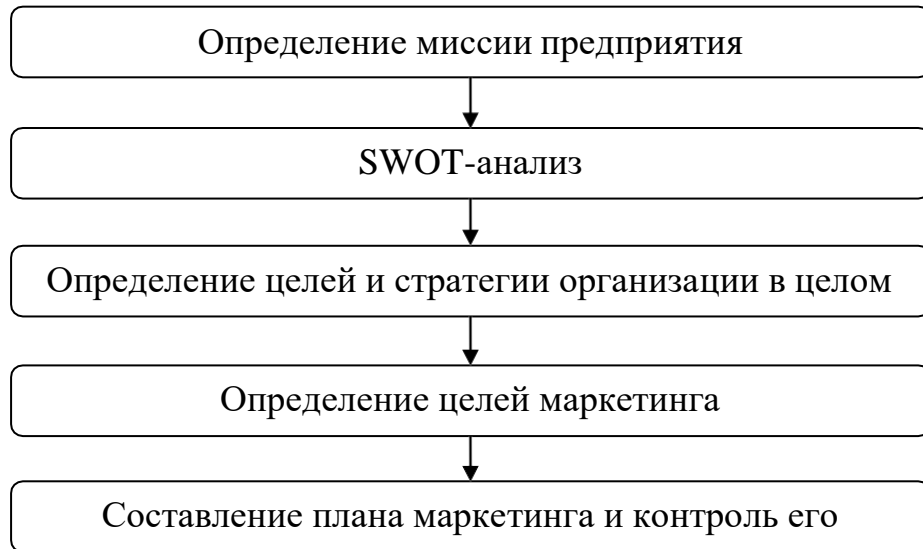 Определение миссии предприятия
SWOT-анализ
Определение целей и стратегии организации в целом
Определение целей маркетинга
Составление плана маркетинга и контроль его